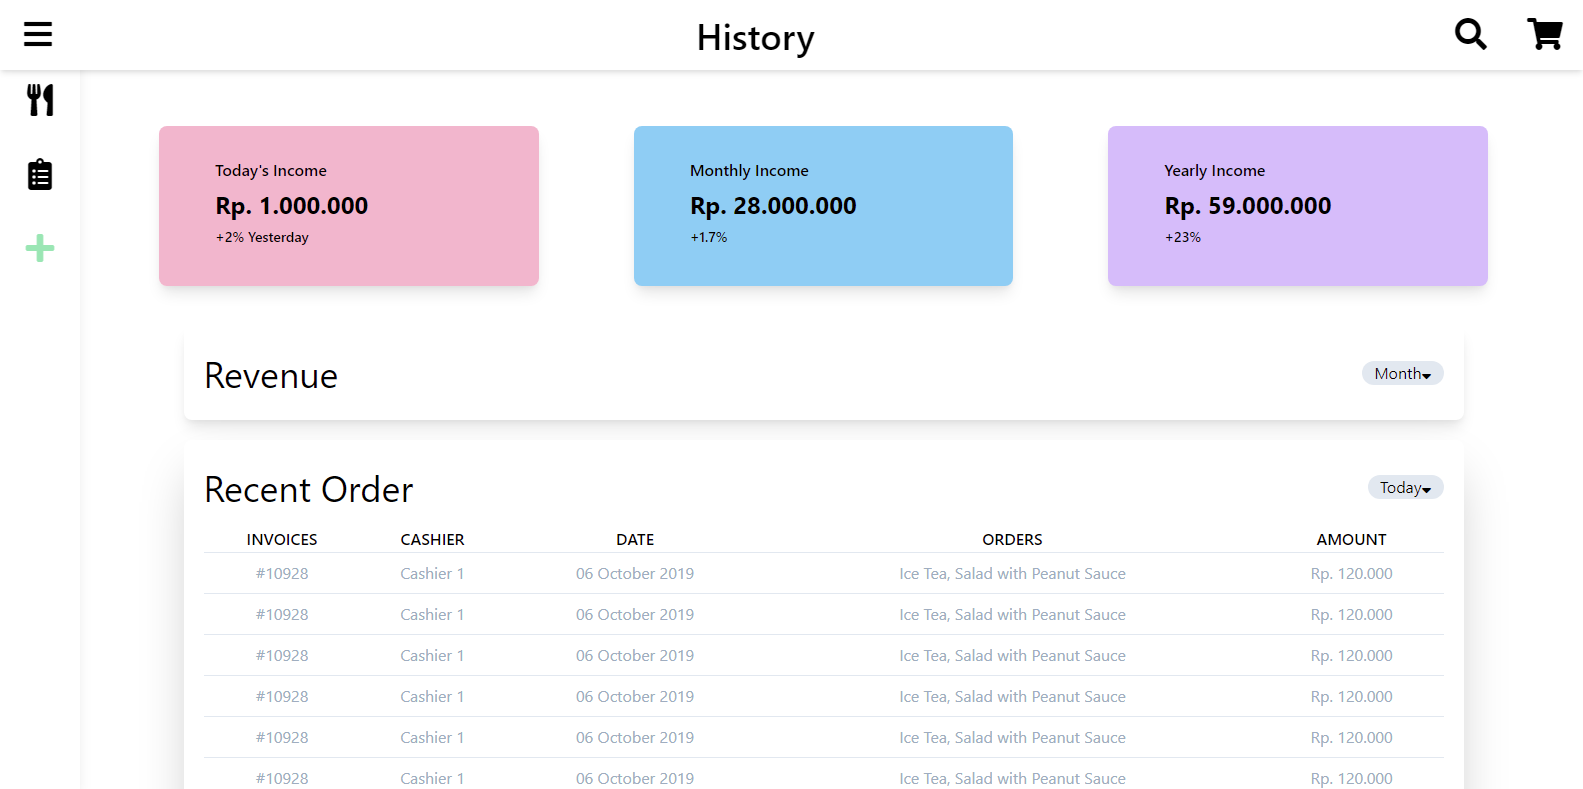 History
Today's Income
Rp. 1.000.000
+2% Yesterday
Monthly Income
Rp. 28.000.000
+1.7%
Yearly Income
Rp. 59.000.000
+23%
Revenue
Month
Recent Order
Today
INVOICES CASHIER DATE ORDERS AMOUNT
#10928 Cashier 1 06 October 2019 Ice Tea, Salad with Peanut Sauce Rp. 120.000
#10928 Cashier 1 06 October 2019 Ice Tea, Salad with Peanut Sauce Rp. 120.000
#10928 Cashier 1 06 October 2019 Ice Tea, Salad with Peanut Sauce Rp. 120.000
#10928 Cashier 1 06 October 2019 Ice Tea, Salad with Peanut Sauce Rp. 120.000
#10928 Cashier 1 06 October 2019 Ice Tea, Salad with Peanut Sauce Rp. 120.000
#10928 Cashier 1 06 October 2019 Ice Tea, Salad with Peanut Sauce Rp. 120.000